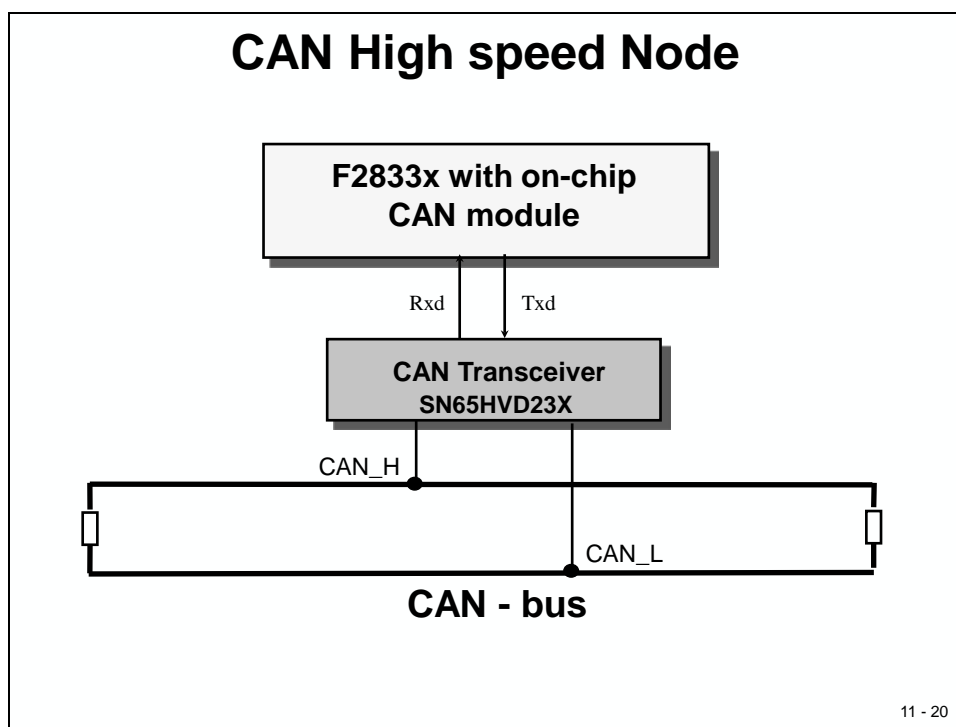 CAN High speed Node
F2833x with on-chip
CAN module
Rxd
Txd
CAN Transceiver
SN65HVD23X
CAN_H
CAN_L
CAN - bus
11 - 20